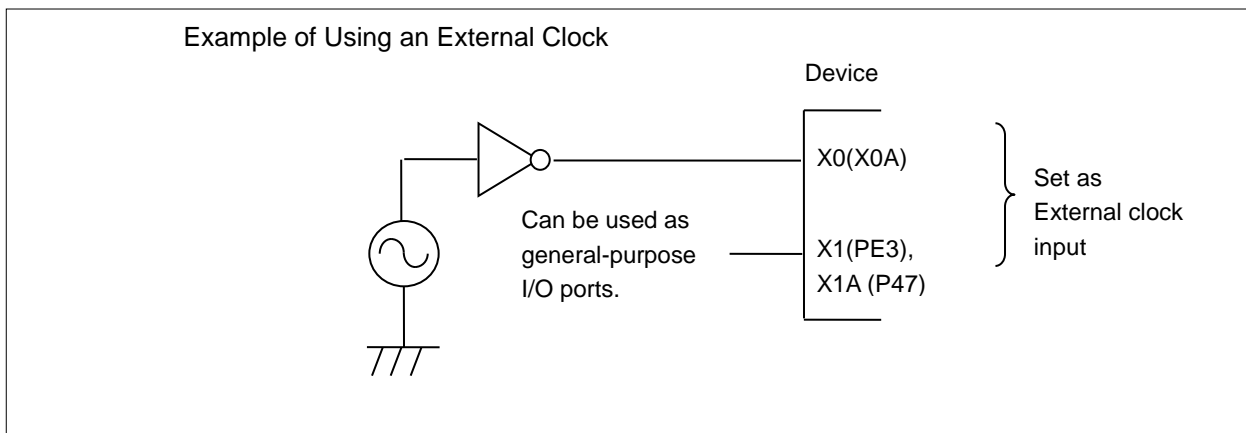 Example of Using an External Clock
Device
X0(X0A)
Can be used as
general-purpose
I/O ports.
X1(PE3),
X1A (P47)
Set as
External clock
input